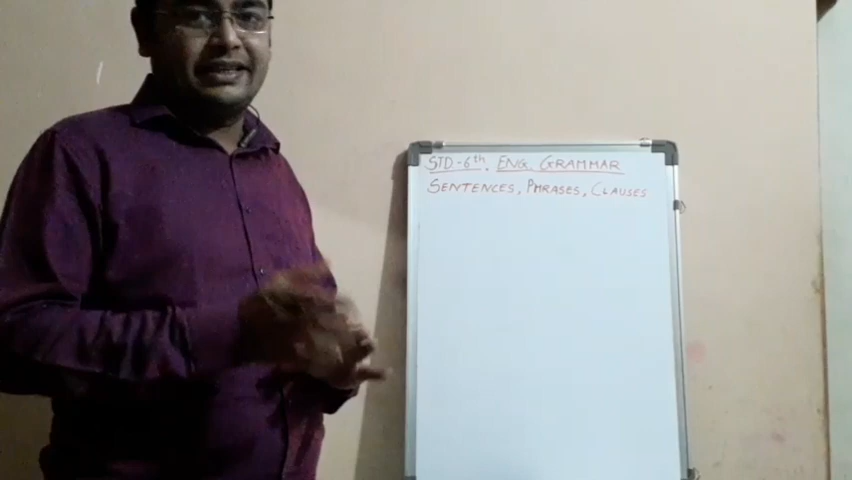 STD-6th, ENG. GRAMMAR
SENTENCES, PHRASES, CLAUSES